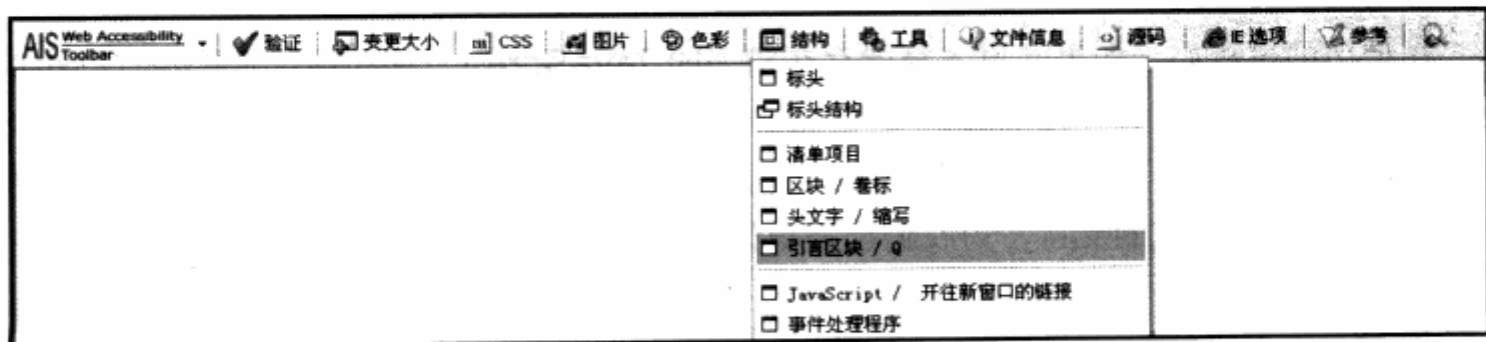 AIS Web Accessibility Toolbar 验证 变更大小 CSS 图片 色彩 结构 工具 文件信息 源码 IE 选项 参考
标头
标头结构
清单项目
区块 / 卷标
头文字 / 缩写
引言区块 / Q
JavaScript / 开往新窗口的链接
事件处理程序